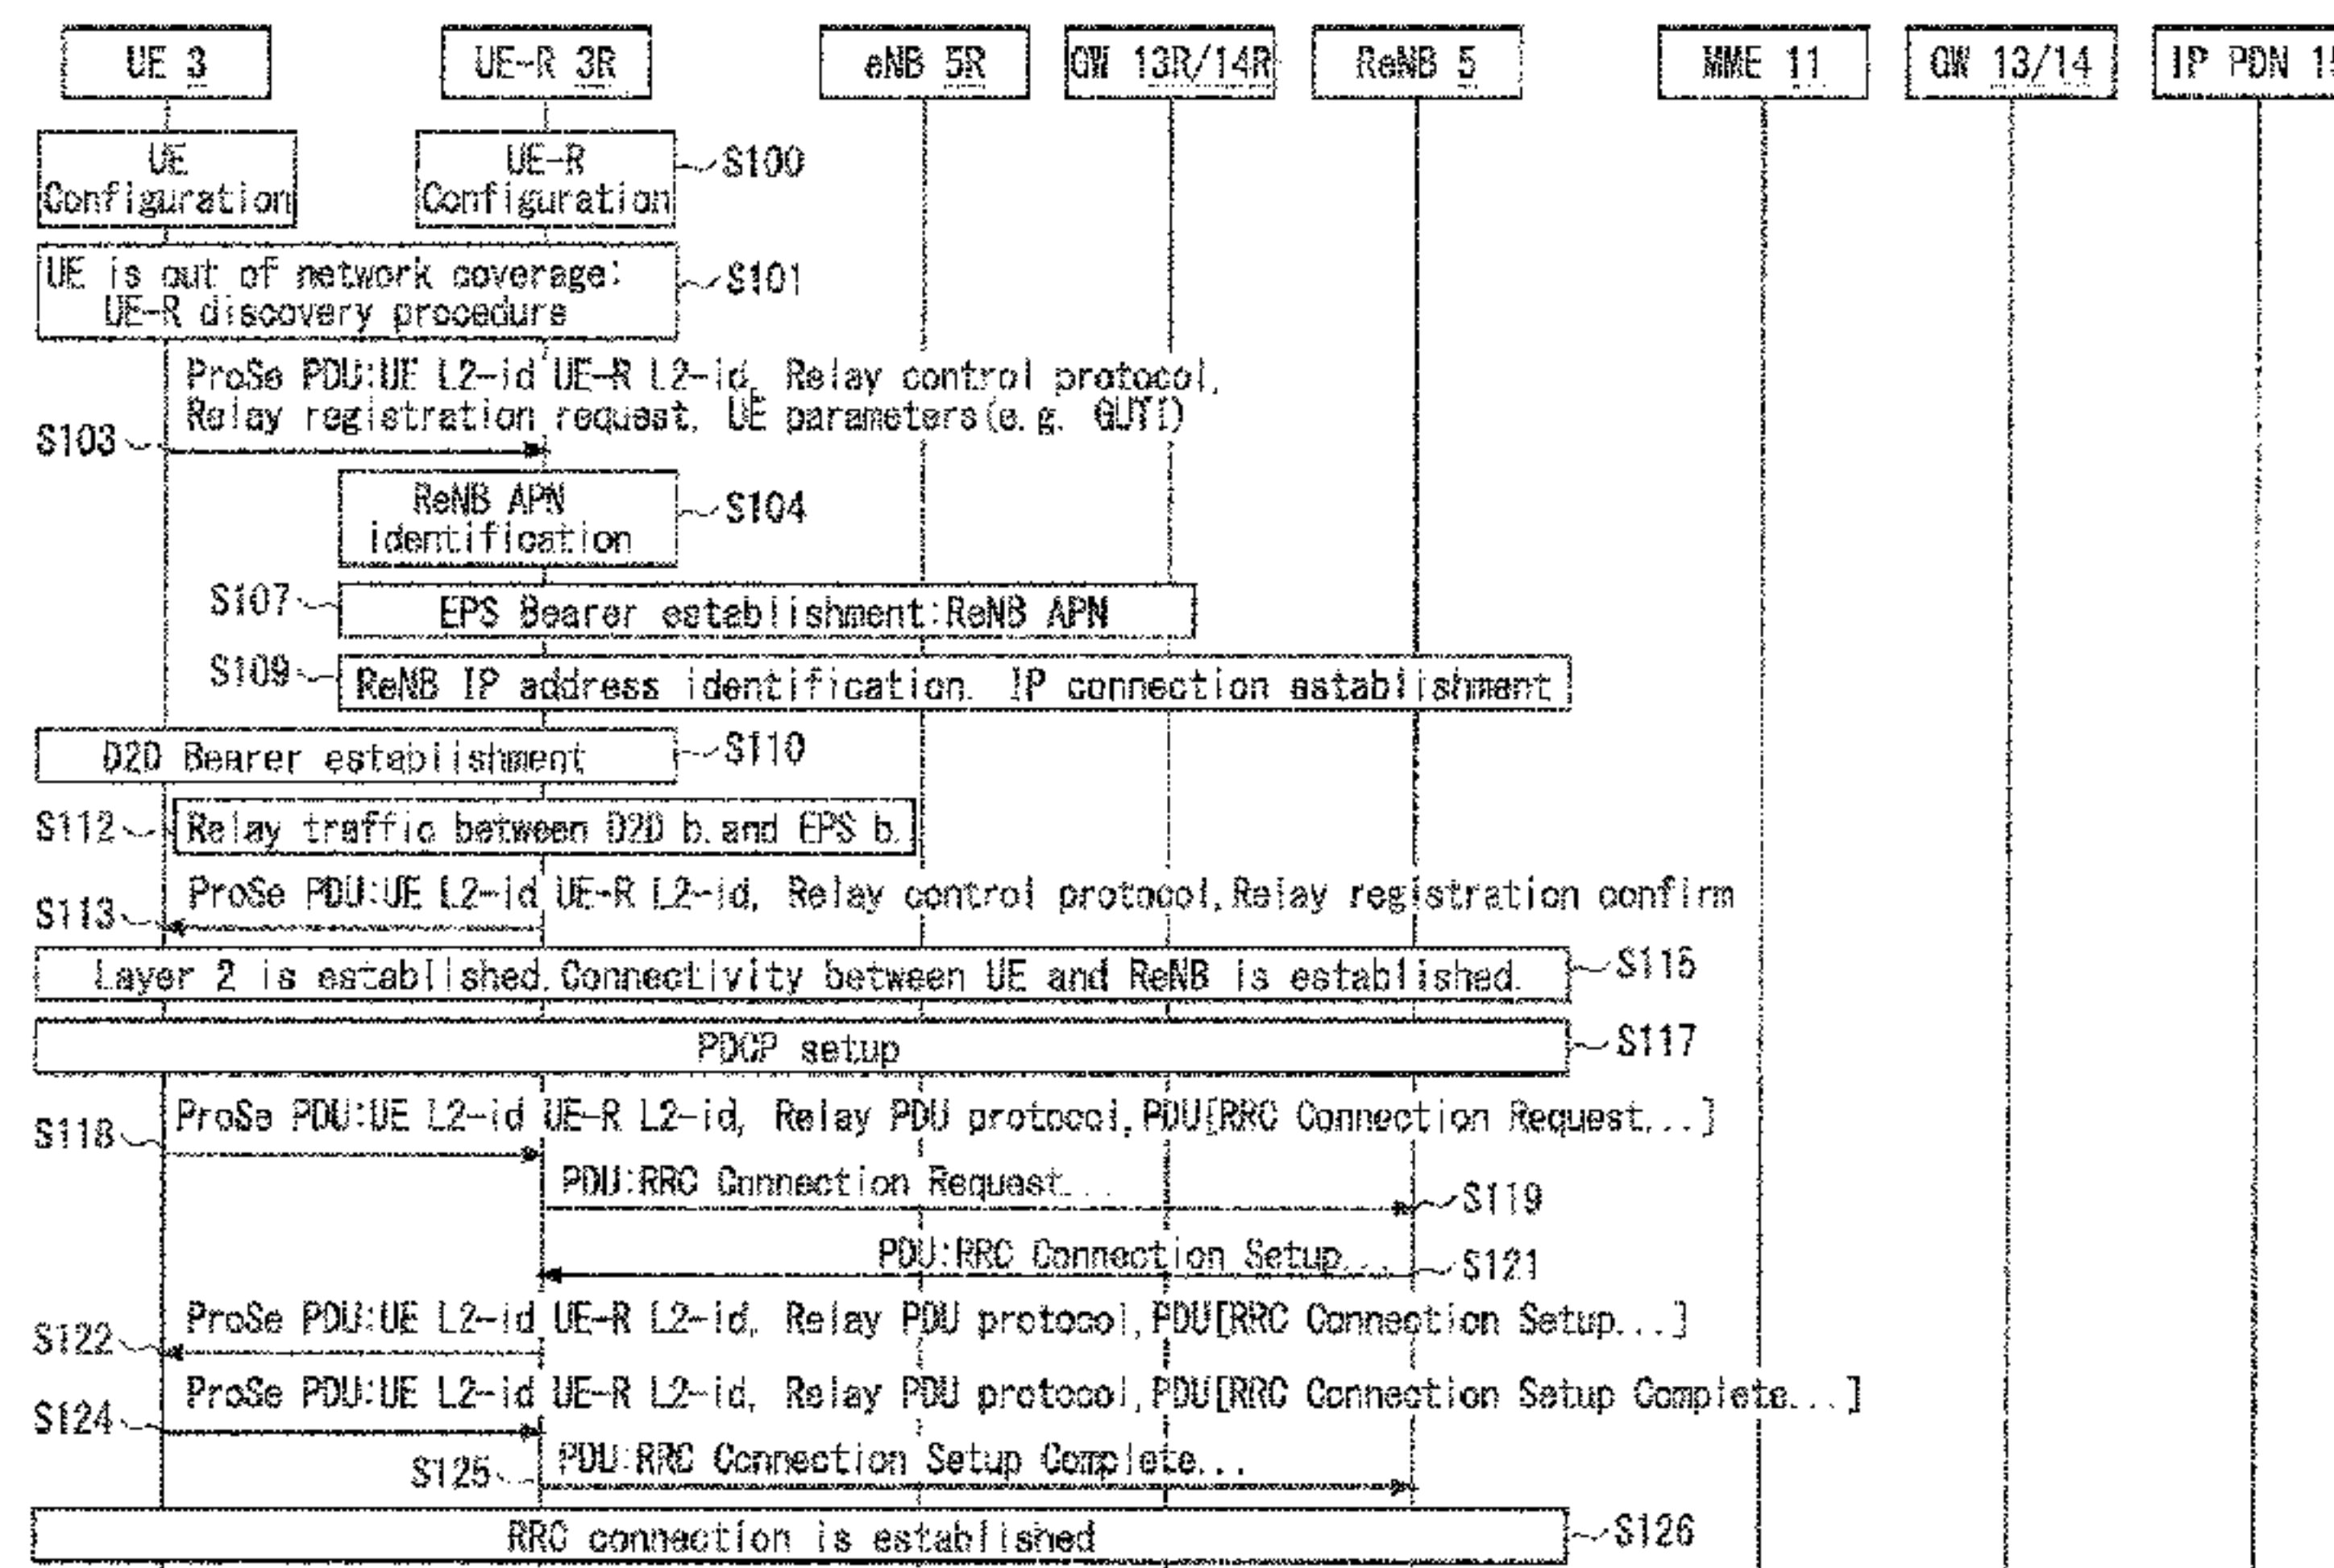 UE 3
UE-R 3R
eNB 5R
GW 13R/14R
ReNB 5
MME 11
GW 13/14
IP PDN
UE
Configuration
UE-R
Configuration
S100
UE is out of network coverage:
UE-R discovery procedure
S101
ProSe PDU:UE L2-id UE-R L2-id, Relay control protocol,
Relay registration request, UE parameters(e.g. GUTI)
S103
ReNB APN
identification
S104
S107
EPS Bearer establishment:ReNB APN
S109
ReNB IP address identification. IP connection establishment
D2D Bearer establishment
S110
S112
Relay traffic between D2D b.and EPS b.
ProSe PDU:UE L2-id UE-R L2-id, Relay control protocol,Relay registration confirm
S113
Layer 2 is established.Connectivity between UE and ReNB is established.
S115
PDCP setup
S117
ProSe PDU:UE L2-id UE-R L2-id, Relay PDU protocol,PDU[RRC Connection Request...]
S118
PDU:RRC Connection Request...
S119
PDU:RRC Connection Setup...
S121
ProSe PDU:UE L2-id UE-R L2-id, Relay PDU protocol,PDU[RRC Connection Setup...]
S122
ProSe PDU:UE L2-id UE-R L2-id, Relay PDU protocol,PDU[RRC Connection Setup Complete...]
S124
PDU:RRC Connection Setup Complete...
S125
RRC connection is established
S126